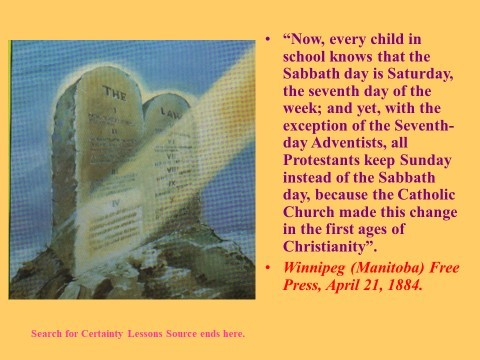 • “Now, every child in
school knows that the
Sabbath day is Saturday,
the seventh day of the
week; and yet, with the
exception of the Seventh-
day Adventists, all
Protestants keep Sunday
instead of the Sabbath
day, because the Catholic
Church made this change
in the first ages of
Christianity”.
• Winnipeg (Manitoba) Free
Press, April 21, 1884.
THE
LAW
I
II
IV
Search for Certainty Lessons Source ends here.